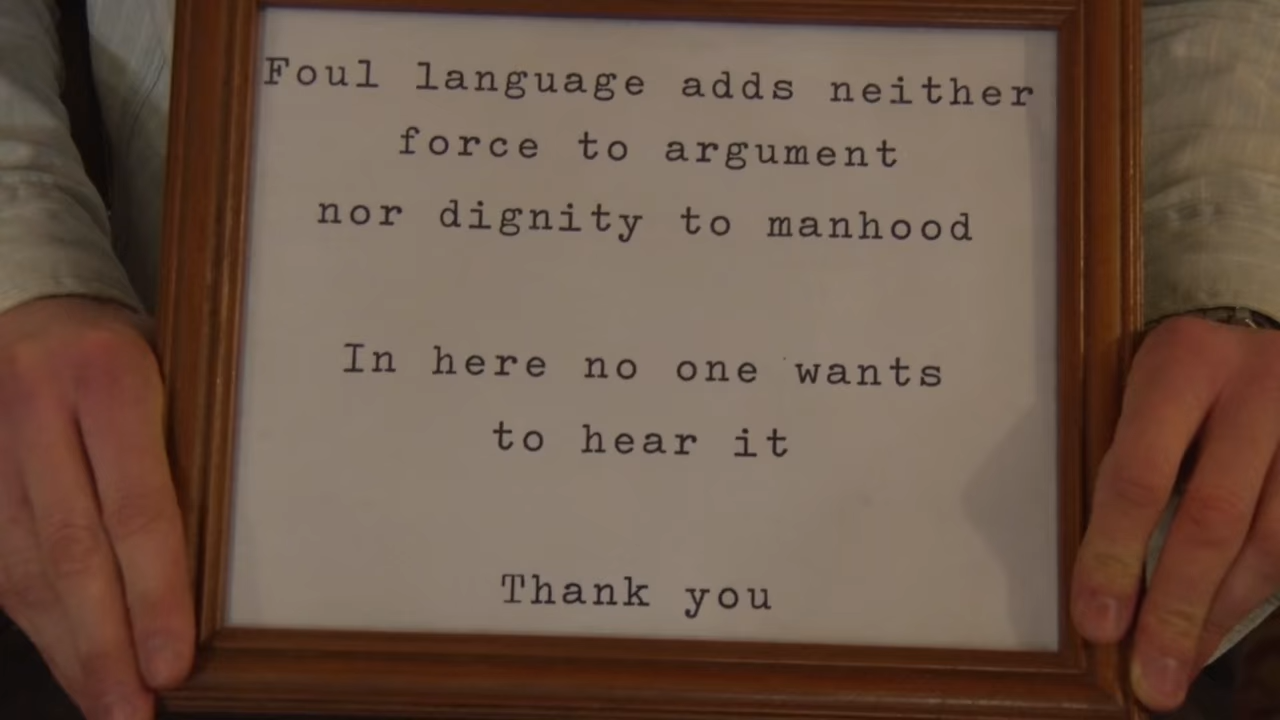 Foul language adds neither
force to argument
nor dignity to manhood
In here no one wants
to hear it
Thank you